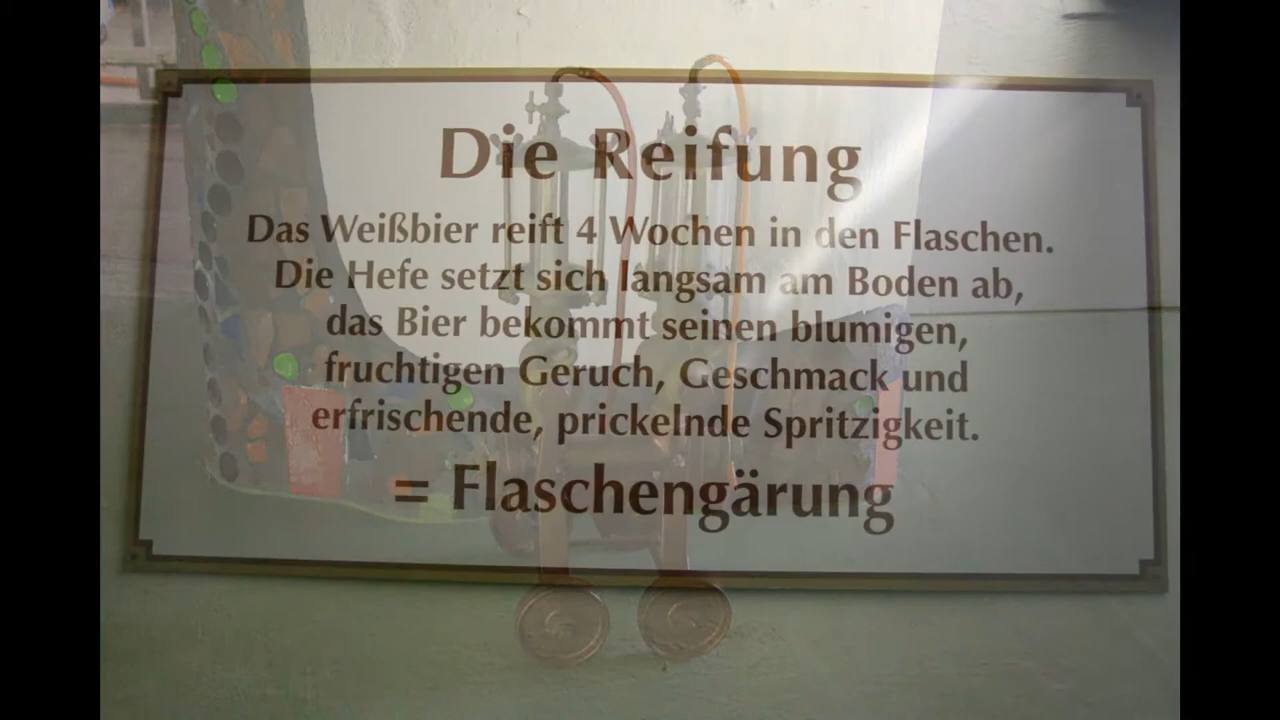 Die Reifung
Das Weißbier reift 4 Wochen in den Flaschen.
Die Hefe setzt sich langsam am Boden ab,
das Bier bekommt seinen blumigen,
fruchtigen Geruch, Geschmack und
erfrischende, prickelnde Spritzigkeit.
= Flaschengärung